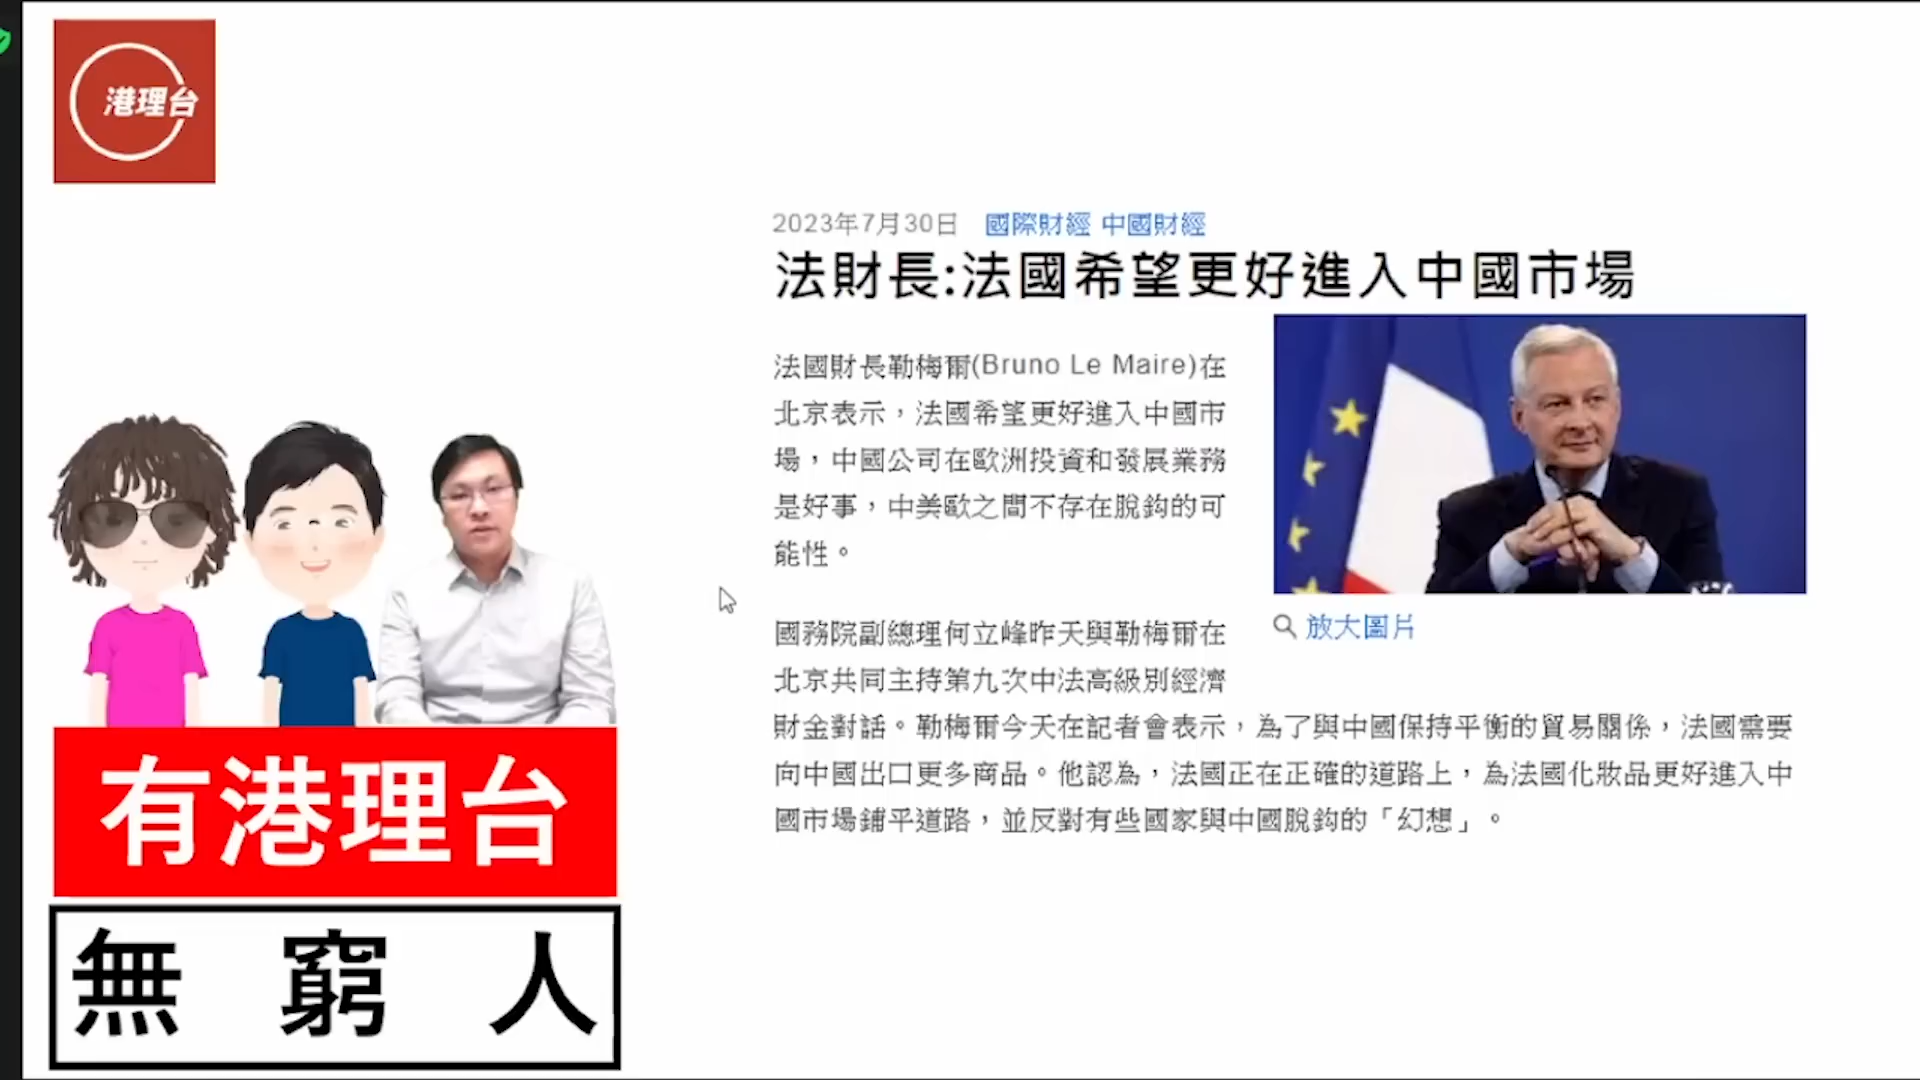 港理台
2023年7月30日 國際財經 中國財經
法財長:法國希望更好進入中國市場
法國財長勒梅爾(Bruno Le Maire)在
北京表示，法國希望更好進入中國市
場，中國公司在歐洲投資和發展業務
是好事，中美歐之間不存在脫鈎的可
能性。
放大圖片
國務院副總理何立峰昨天與勒梅爾在
北京共同主持第九次中法高級別經濟
財金對話。勒梅爾今天在記者會表示，為了與中國保持平衡的貿易關係，法國需要
向中國出口更多商品。他認為，法國正在正確的道路上，為法國化妝品更好進入中
國市場鋪平道路，並反對有些國家與中國脫鈎的「幻想」。
有港理台
無窮人